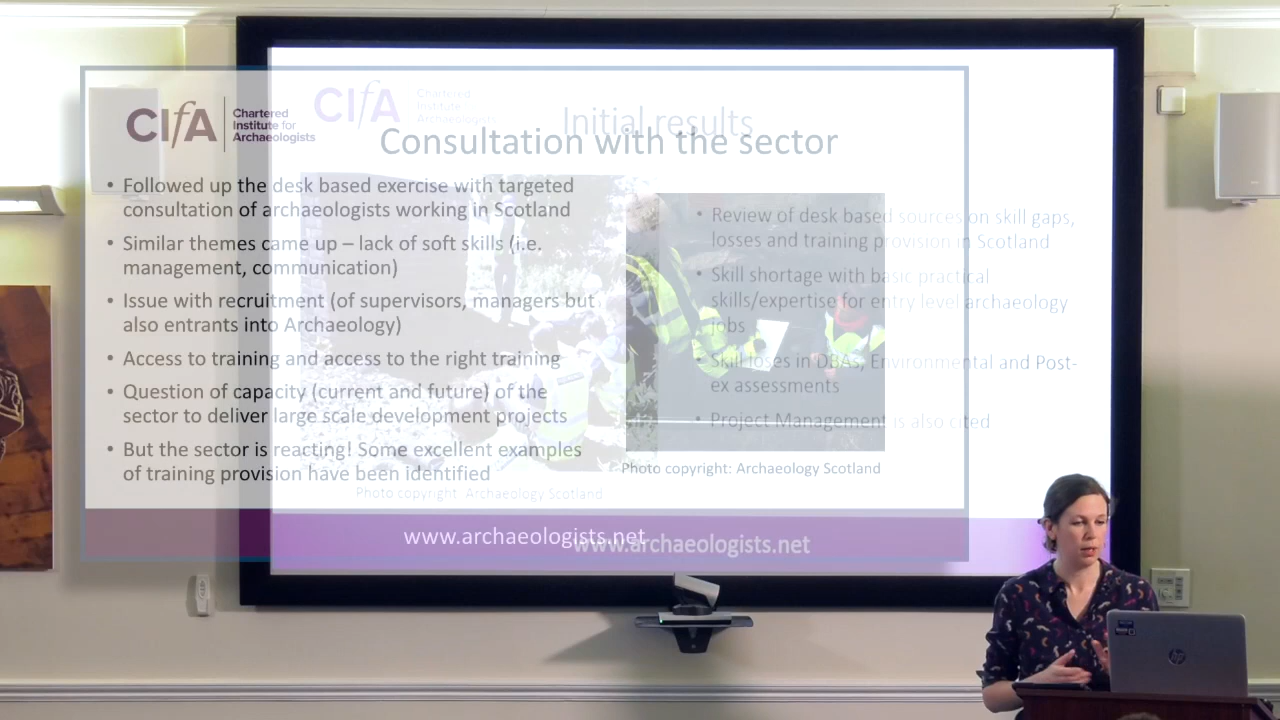 CIfA
Chartered
Institute for
Archaeologists
Consultation with the sector
• Followed up the desk based exercise with targeted
consultation of archaeologists working in Scotland
• Similar themes came up – lack of soft skills (i.e.
management, communication)
• Issue with recruitment (of supervisors, managers but
also entrants into Archaeology)
• Access to training and access to the right training
• Question of capacity (current and future) of the
sector to deliver large scale development projects
• But the sector is reacting! Some excellent examples
of training provision have been identified
Photo copyright: Archaeology Scotland
www.archaeologists.net
CIfA
Chartered
Institute for
Archaeologists
Initial results
• Review of desk based sources on skill gaps,
losses and training provision in Scotland
• Skill shortage with basic practical
skills/expertise for entry level archaeology
jobs
• Skill loses in DBAs, Environmental and Post-
ex assessments
• Project Management is also cited
Photo copyright: Archaeology Scotland
www.archaeologists.net
hp